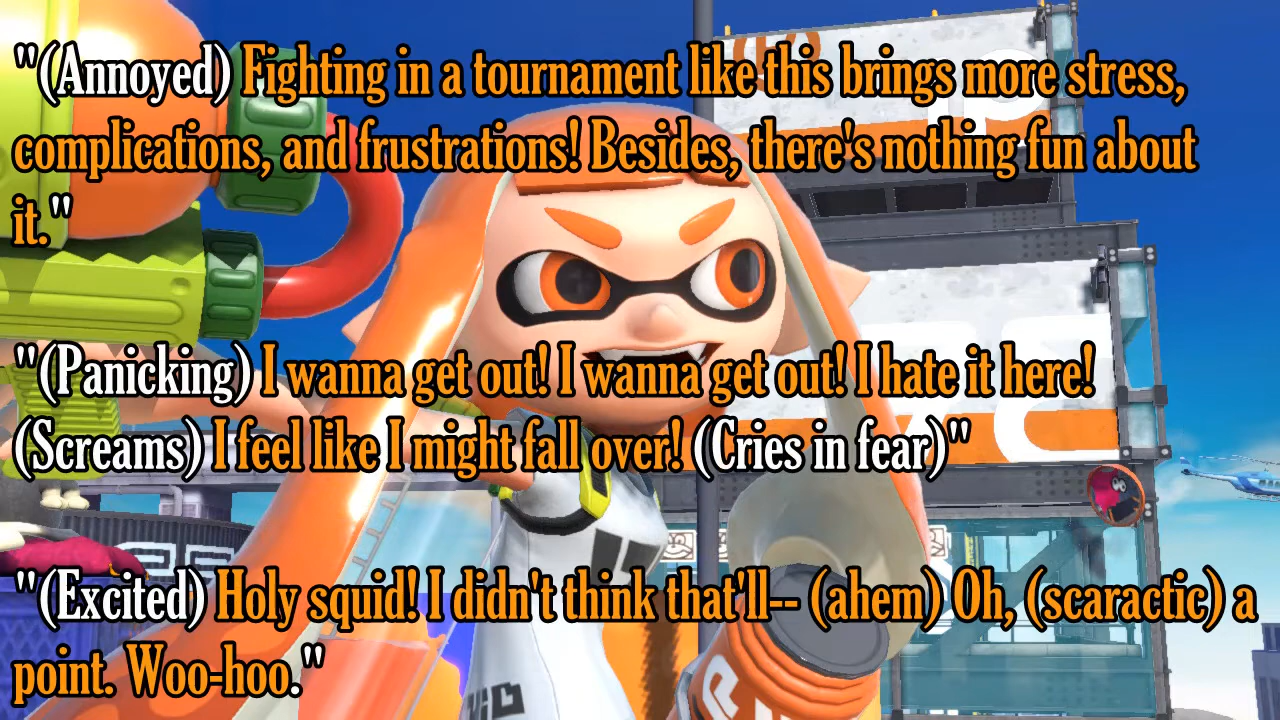 "(Annoyed) Fighting in a tournament like this brings more stress,
complications, and frustrations! Besides, there's nothing fun about
it."
"(Panicking) I wanna get out! I wanna get out! I hate it here!
(Screams) I feel like I might fall over! (Cries in fear)"
"(Excited) Holy squid! I didn't think that'll-- (ahem) Oh, (scaractic) a
point. Woo-hoo."